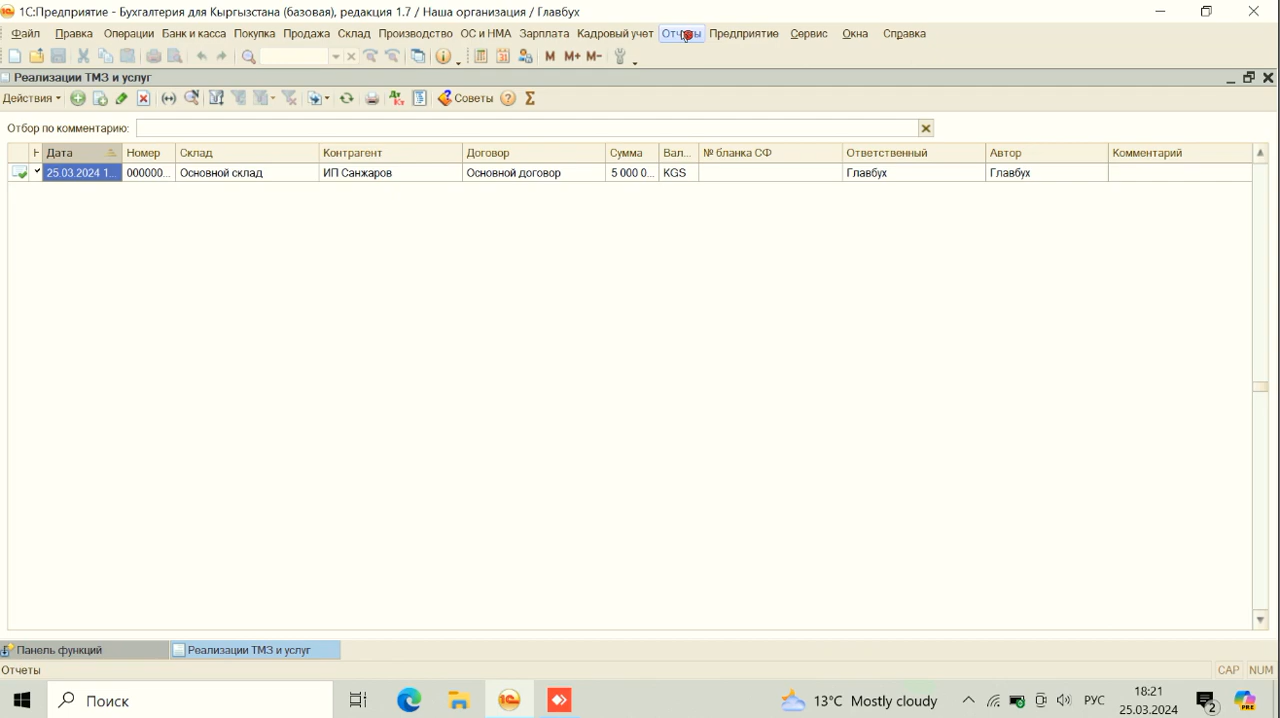 1С:Предприятие - Бухгалтерия для Кыргызстана (базовая), редакция 1.7 / Наша организация / Главбух
Файл Правка Операции Банк и касса Покупка Продажа Склад Производство ОС и НМА Зарплата Кадровый учет Отчеты Предприятие Сервис Окна Справка
M M+ M-
Реализации ТМЗ и услуг
Действия Советы
Отбор по комментарию:
Дата Номер Склад Контрагент Договор Сумма Вал... № бланка СФ Ответственный Автор Комментарий
25.03.2024 1... 000000... Основной склад ИП Санжаров Основной договор 5 000 0... KGS Главбух Главбух
Панель функций Реализации ТМЗ и услуг
Отчеты CAP NUM
Поиск 13°C Mostly cloudy РУС 18:21
25.03.2024 2 PRE